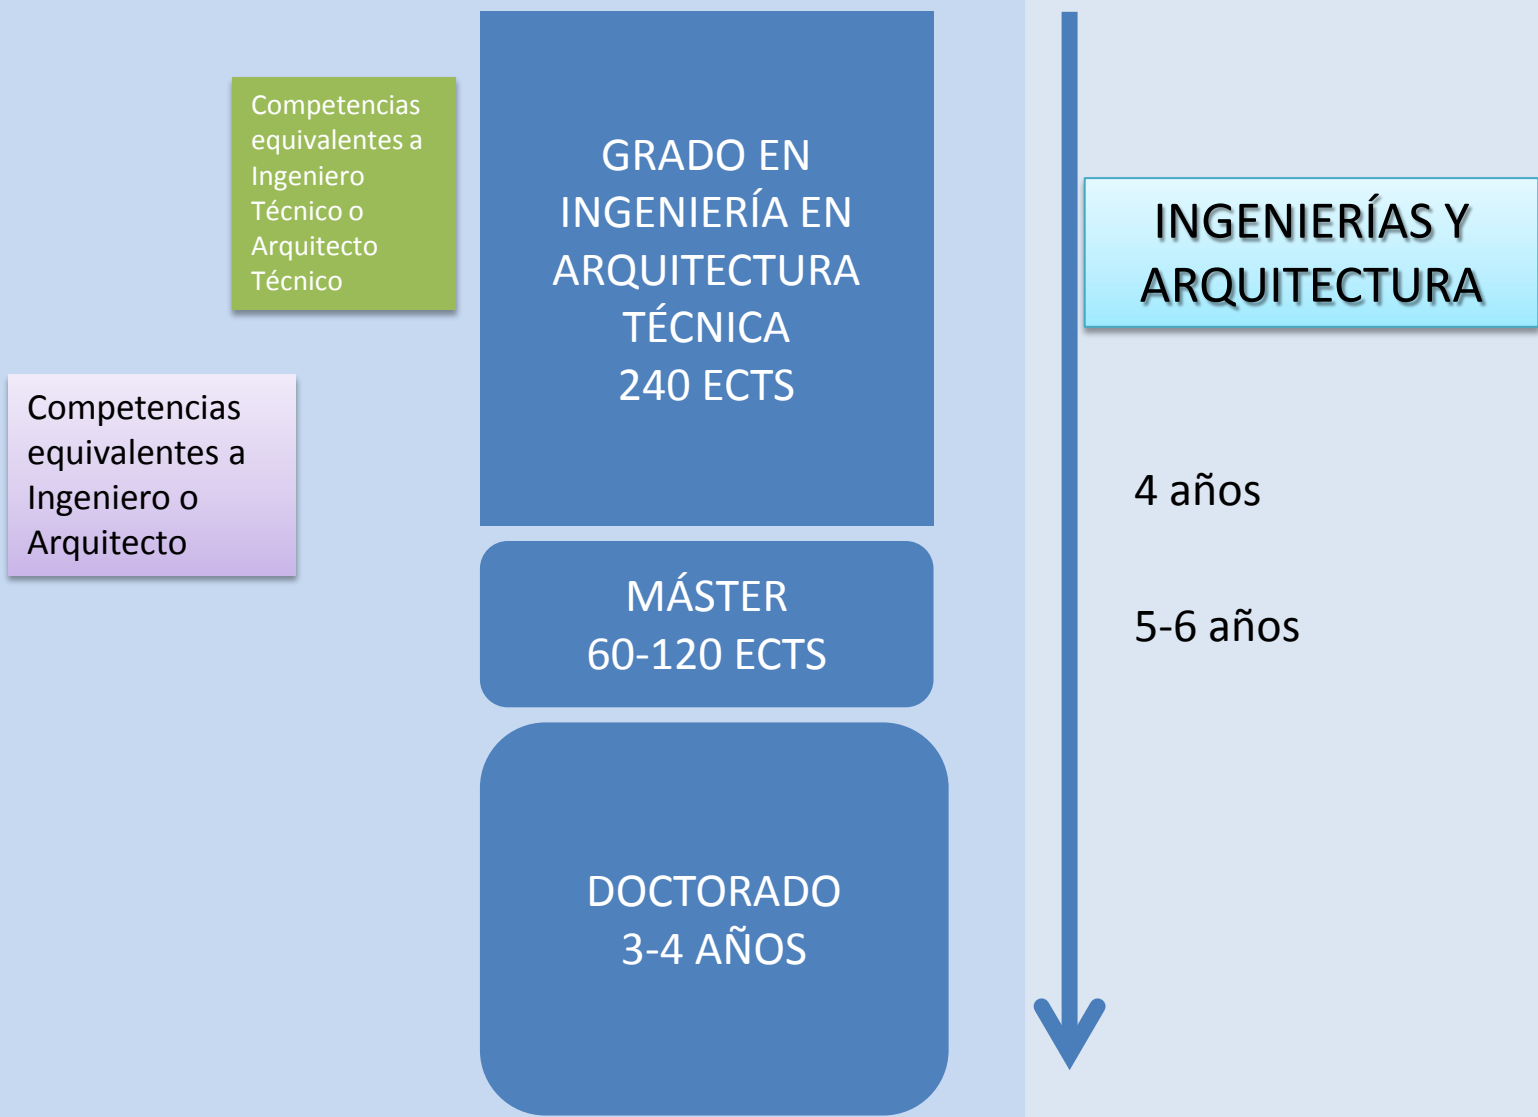 Competencias
equivalentes a
Ingeniero
Técnico o
Arquitecto
Técnico
Competencias
equivalentes a
Ingeniero o
Arquitecto
GRADO EN
INGENIERÍA EN
ARQUITECTURA
TÉCNICA
240 ECTS
MÁSTER
60-120 ECTS
DOCTORADO
3-4 AÑOS
INGENIERÍAS Y
ARQUITECTURA
4 años
5-6 años